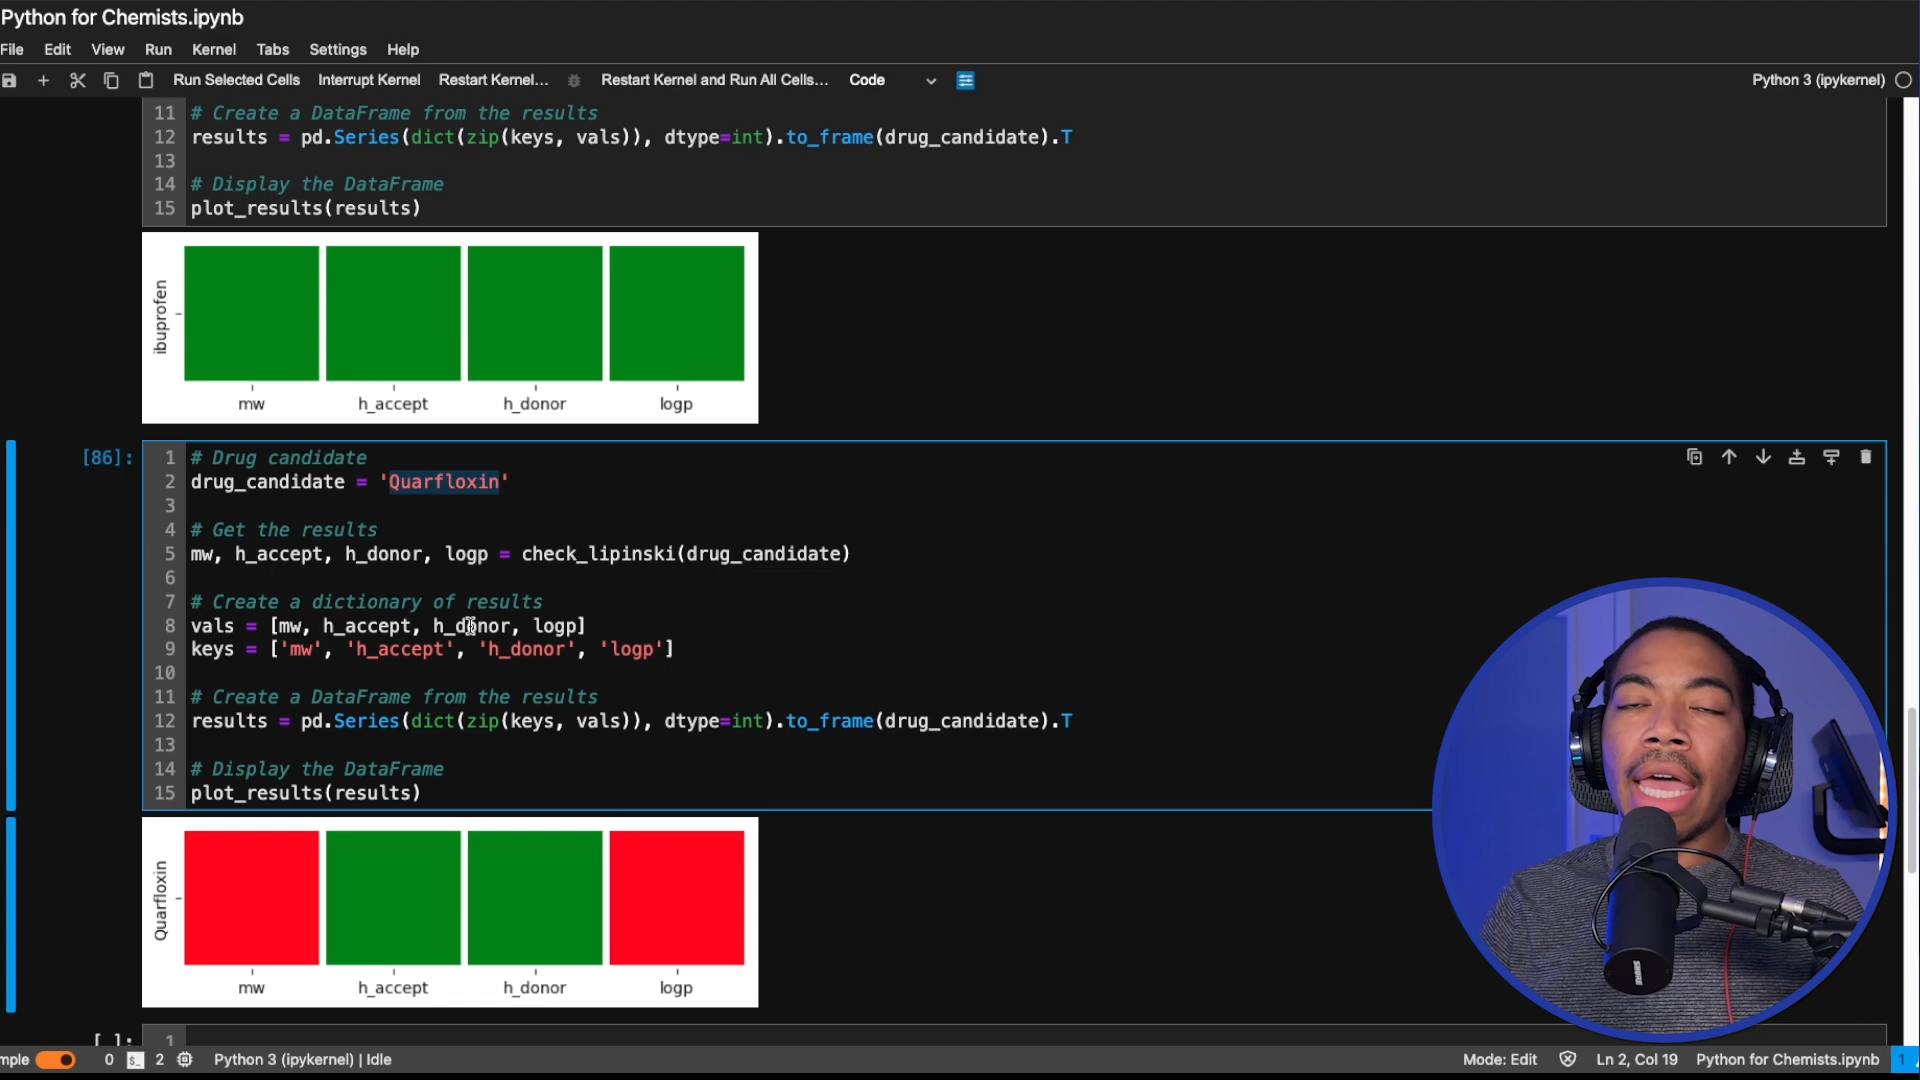 Python for Chemists.ipynb
File Edit View Run Kernel Tabs Settings Help
Run Selected Cells Interrupt Kernel Restart Kernel... Restart Kernel and Run All Cells... Code Python 3 (ipykernel)
11 # Create a DataFrame from the results
12 results = pd.Series(dict(zip(keys, vals)), dtype=int).to_frame(drug_candidate).T
13
14 # Display the DataFrame
15 plot_results(results)
ibuprofen
mw h_accept h_donor logp
[86]: 1 # Drug candidate
2 drug_candidate = 'Quarfloxin'
3
4 # Get the results
5 mw, h_accept, h_donor, logp = check_lipinski(drug_candidate)
6
7 # Create a dictionary of results
8 vals = [mw, h_accept, h_donor, logp]
9 keys = ['mw', 'h_accept', 'h_donor', 'logp']
10
11 # Create a DataFrame from the results
12 results = pd.Series(dict(zip(keys, vals)), dtype=int).to_frame(drug_candidate).T
13
14 # Display the DataFrame
15 plot_results(results)
Quarfloxin
mw h_accept h_donor logp
[ ]: 1
mple 0 $_ 2 Python 3 (ipykernel) | Idle Mode: Edit Ln 2, Col 19 Python for Chemists.ipynb 1
SHURE